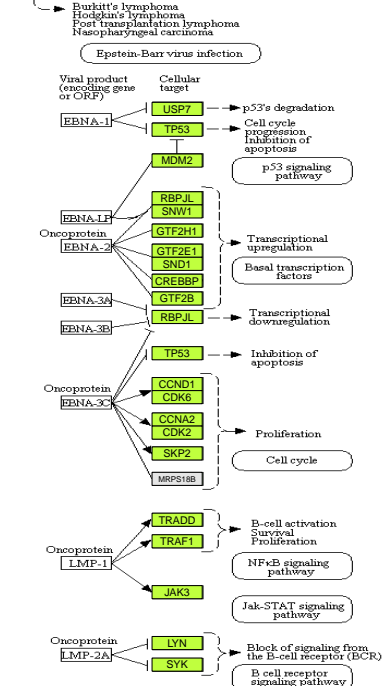 Burkitt's lymphoma
Hodgkin's lymphoma
Post transplantation lymphoma
Nasopharyngeal carcinoma
Epstein-Barr virus infection
Viral product
(encoding gene
or ORF)
Cellular
target
USP7
p53's degradation
EBNA-1
TP53
Cell cycle
progression
Inhibition of
apoptosis
MDM2
p53 signaling
pathway
RBPJL
SNW1
EBNA-LP
Oncoprotein
EBNA-2
GTF2H1
GTF2E1
SND1
Transcriptional
upregulation
CREBBP
Basal transcription
factors
GTF2B
EBNA-3A
RBPJL
Transcriptional
downregulation
EBNA-3B
TP53
Inhibition of
apoptosis
CCND1
CDK6
Oncoprotein
EBNA-3C
CCNA2
CDK2
Proliferation
SKP2
Cell cycle
MRPS18B
TRADD
B-cell activation
Survival
Proliferation
TRAF1
Oncoprotein
LMP-1
NFκB signaling
pathway
JAK3
Jak-STAT signaling
pathway
Oncoprotein
LMP-2A
LYN
Block of signaling from
the B-cell receptor (BCR)
SYK
B cell receptor
signaling pathway